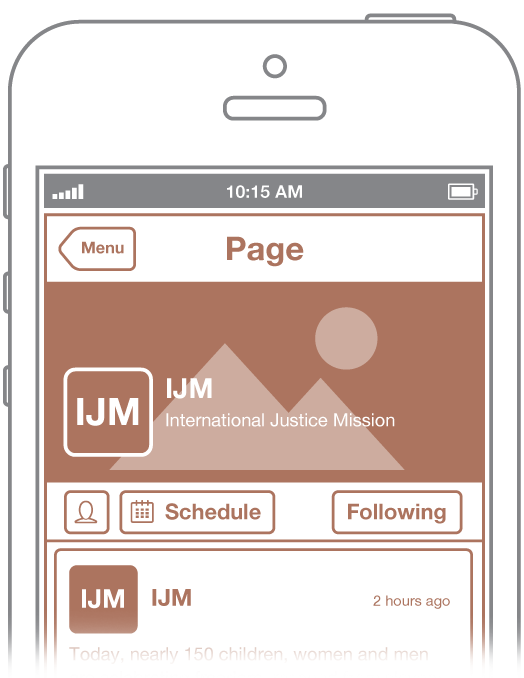 10:15 AM
Menu
Page
IJM
IJM
International Justice Mission
Schedule
Following
IJM
IJM
2 hours ago
Today, nearly 150 children, women and men